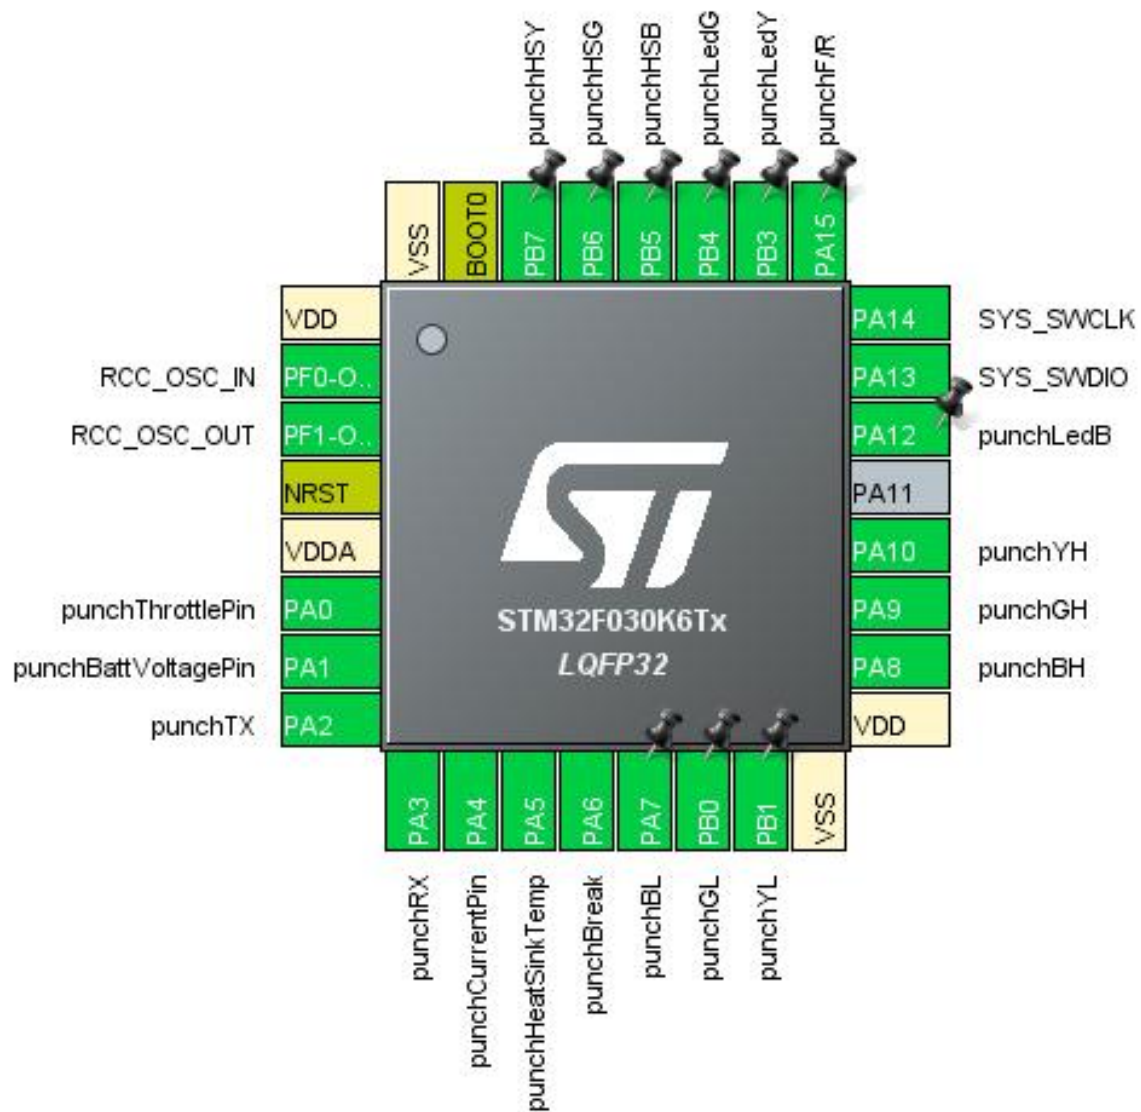 punchHSY
punchHSG
punchHSB
punchLedG
punchLedY
punchF/R
VSS
BOOT0
PB7
PB6
PB5
PB4
PB3
PA15
VDD
RCC_OSC_IN PF0-O..
RCC_OSC_OUT PF1-O..
NRST
VDDA
punchThrottlePin PA0
punchBattVoltagePin PA1
punchTX PA2
PA14 SYS_SWCLK
PA13 SYS_SWDIO
PA12 punchLedB
PA11
PA10 punchYH
PA9 punchGH
PA8 punchBH
VDD
ST
STM32F030K6Tx
LQFP32
PA3
PA4
PA5
PA6
PA7
PB0
PB1
VSS
punchRX
punchCurrentPin
punchHeatSinkTemp
punchBreak
punchBL
punchGL
punchYL